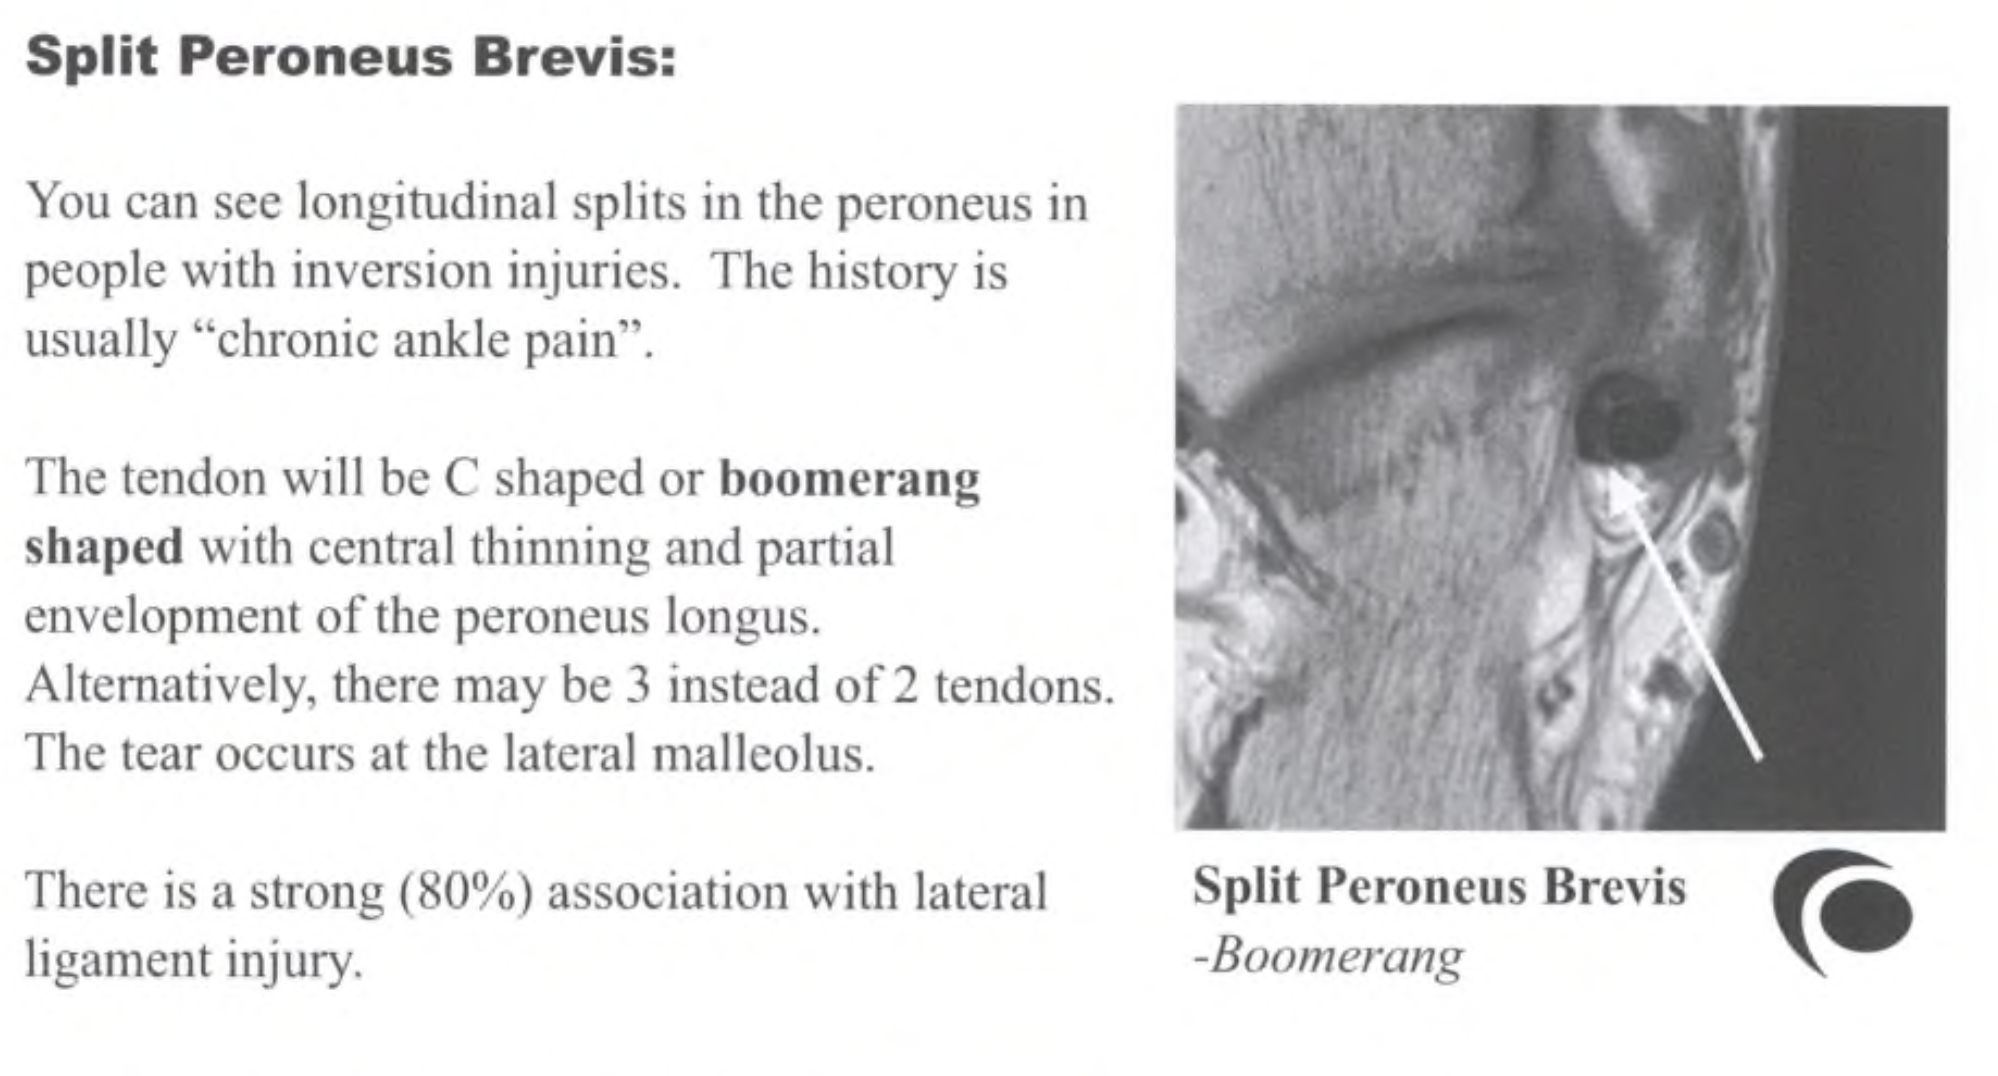 Split Peroneus Brevis:
You can see longitudinal splits in the peroneus in
people with inversion injuries.  The history is
usually “chronic ankle pain”.
The tendon will be C shaped or boomerang
shaped with central thinning and partial
envelopment of the peroneus longus.
Alternatively, there may be 3 instead of 2 tendons.
The tear occurs at the lateral malleolus.
There is a strong (80%) association with lateral
ligament injury.
Split Peroneus Brevis
-Boomerang